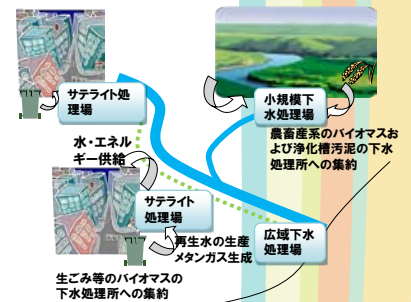 サテライト処
理場
小規模下
水処理場
農畜産系のバイオマスお
よび浄化槽汚泥の下水
処理所への集約
水・エネル
ギー供給
サテライト
処理場
広域下水
処理場
再生水の生産
メタンガス生成
生ごみ等のバイオマスの
下水処理所への集約